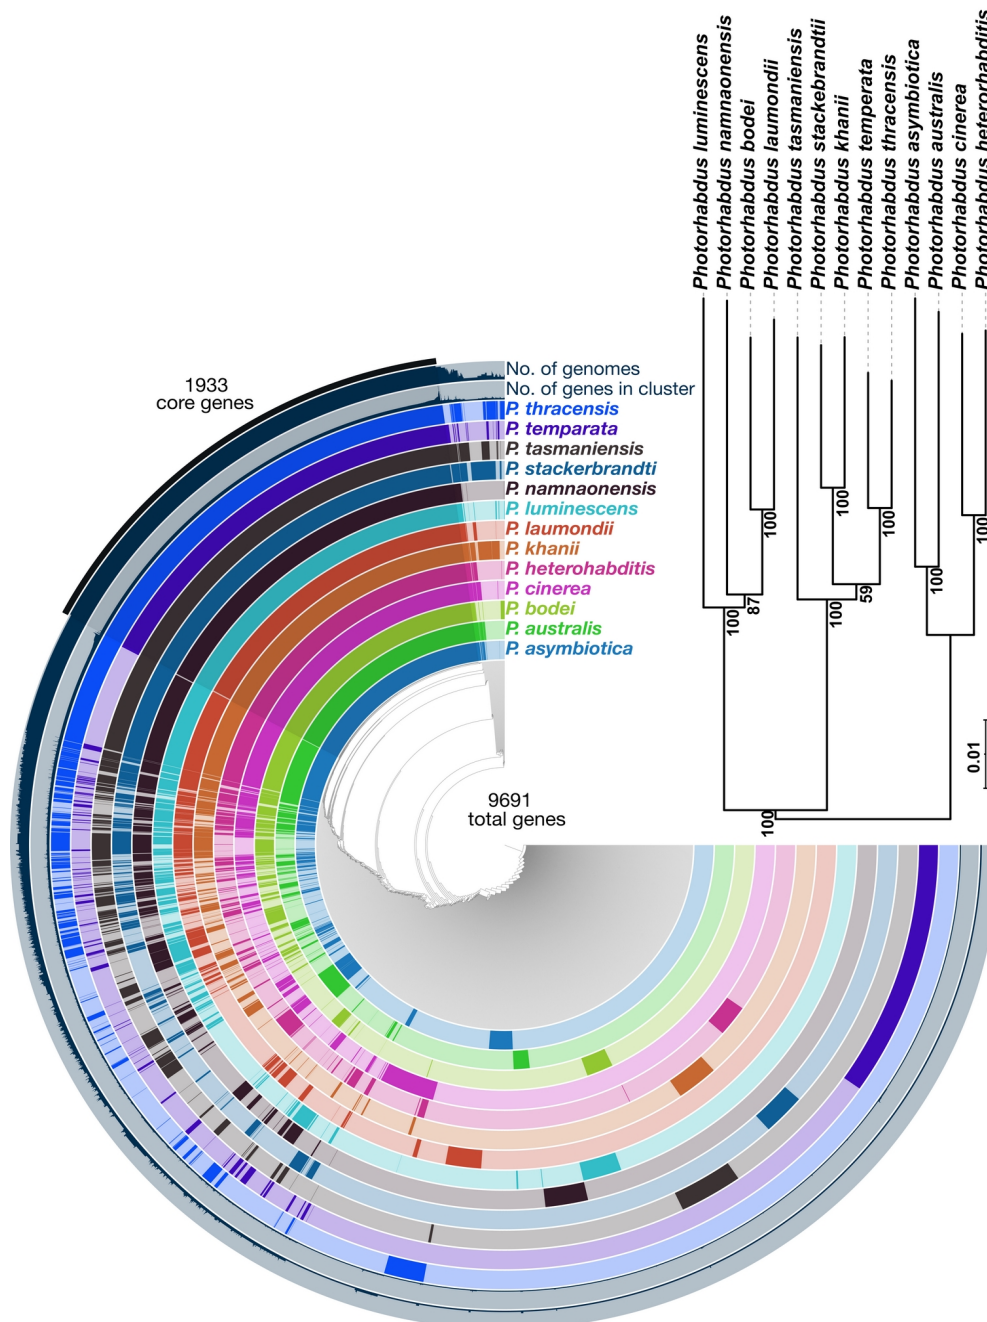 Photorhabdus luminescens
Photorhabdus namnaonensis
Photorhabdus bodei
Photorhabdus laumondii
Photorhabdus tasmaniensis
Photorhabdus stackebrandtii
Photorhabdus khanii
Photorhabdus temperata
Photorhabdus thracensis
Photorhabdus asymbiotica
Photorhabdus australis
Photorhabdus cinerea
Photorhabdus heterorhabditis
No. of genomes
No. of genes in cluster
1933
core genes
P. thracensis
P. temparata
P. tasmaniensis
P. stackerbrandti
P. namnaonensis
P. luminescens
P. laumondii
P. khanii
P. heterohabditis
P. cinerea
P. bodei
P. australis
P. asymbiotica
100
100
100
100
100
87
59
100
100
100
0.01
9691
total genes